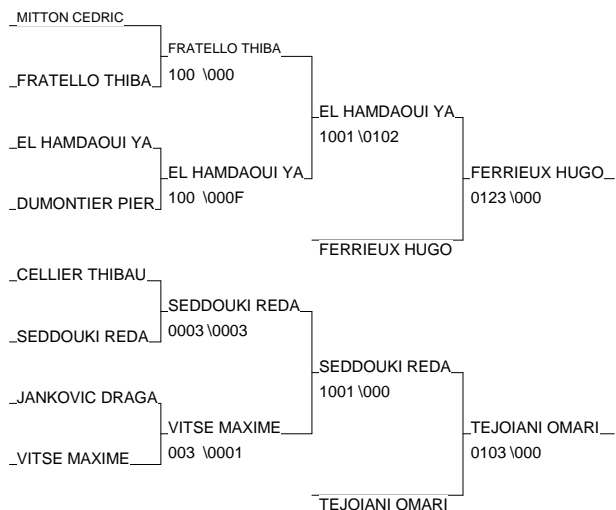 MITTON CEDRIC
FRATELLO THIBA
100 \000
FRATELLO THIBA
EL HAMDAOUI YA
1001 \0102
EL HAMDAOUI YA
EL HAMDAOUI YA
100 \000F
FERRIEUX HUGO
0123 \000
DUMONTIER PIER
FERRIEUX HUGO
CELLIER THIBAU
SEDDOUKI REDA
0003 \0003
SEDDOUKI REDA
SEDDOUKI REDA
1001 \000
JANKOVIC DRAGA
VITSE MAXIME
003 \0001
TEJOIANI OMARI
0103 \000
VITSE MAXIME
TEJOIANI OMARI